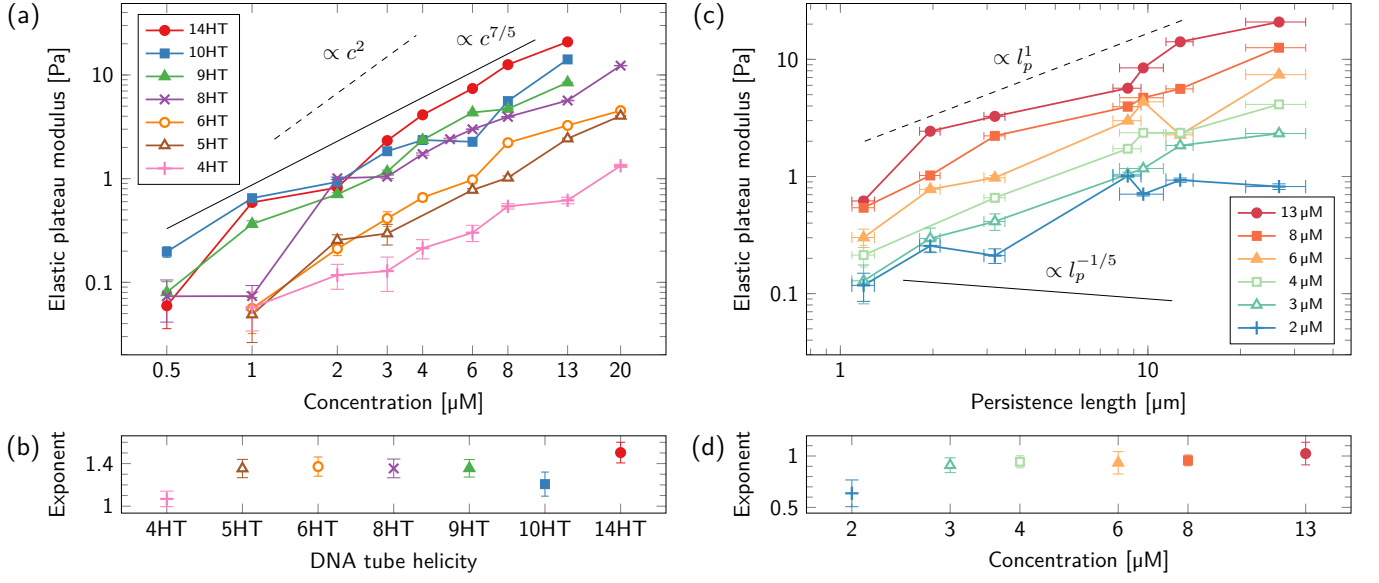 (a)
Elastic plateau modulus [Pa]
10
1
0.1
14HT
10HT
9HT
8HT
6HT
5HT
4HT
∝ c²
∝ c^{7/5}
0.5 1 2 3 4 6 8 13 20
Concentration [µM]
(b)
Exponent
1.4
1
4HT 5HT 6HT 8HT 9HT 10HT 14HT
DNA tube helicity
(c)
Elastic plateau modulus [Pa]
10
1
0.1
∝ l_p^1
∝ l_p^{-1/5}
13 µM
8 µM
6 µM
4 µM
3 µM
2 µM
1 10
Persistence length [µm]
(d)
Exponent
1
0.5
2 3 4 6 8 13
Concentration [µM]